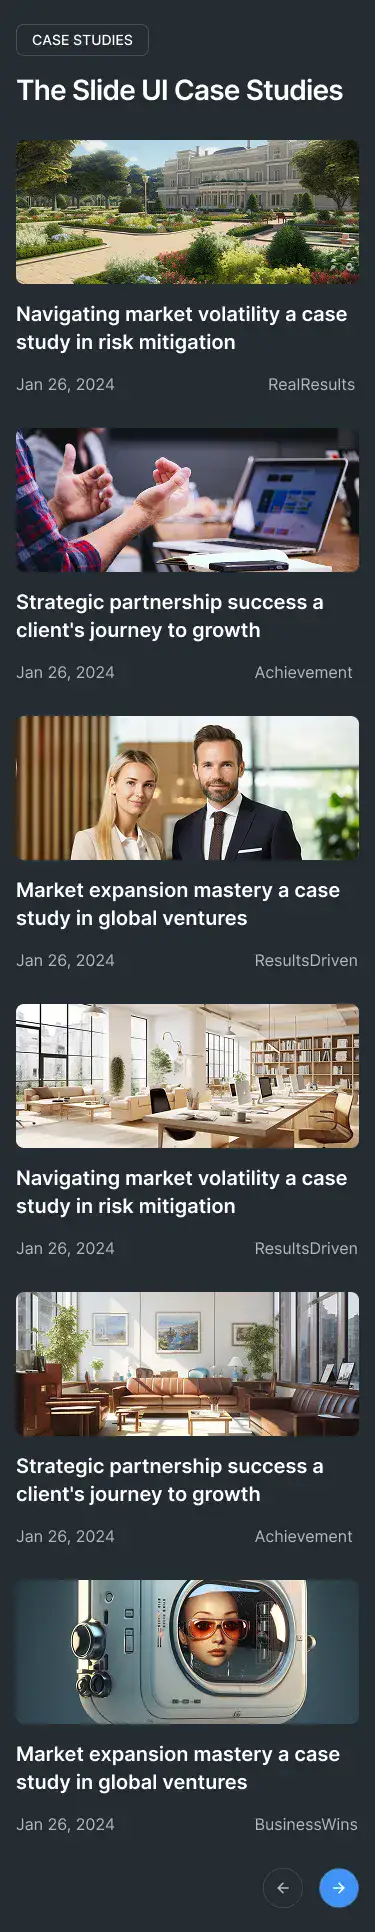 CASE STUDIES
The Slide UI Case Studies
Navigating market volatility a case
study in risk mitigation
Jan 26, 2024 RealResults
Strategic partnership success a
client's journey to growth
Jan 26, 2024 Achievement
Market expansion mastery a case
study in global ventures
Jan 26, 2024 ResultsDriven
Navigating market volatility a case
study in risk mitigation
Jan 26, 2024 ResultsDriven
Strategic partnership success a
client's journey to growth
Jan 26, 2024 Achievement
Market expansion mastery a case
study in global ventures
Jan 26, 2024 BusinessWins